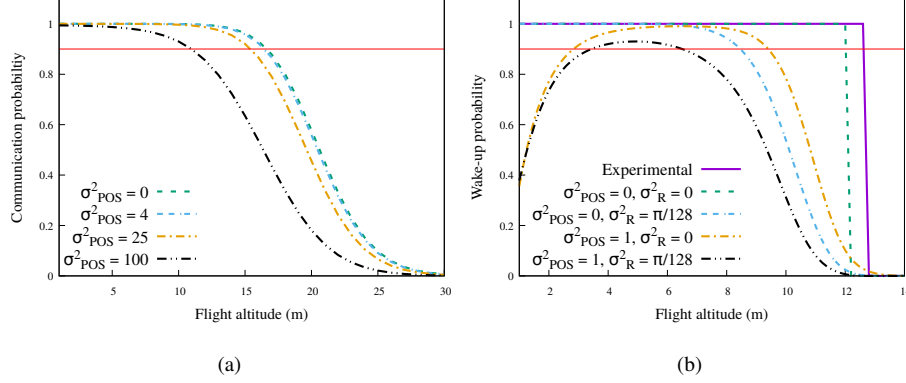 Communication probability
1
0.8
0.6
0.4
0.2
0
σ²POS = 0
σ²POS = 4
σ²POS = 25
σ²POS = 100
5
10
15
20
25
30
Flight altitude (m)
(a)
Wake-up probability
1
0.8
0.6
0.4
0.2
0
Experimental
σ²POS = 0, σ²R = 0
σ²POS = 0, σ²R = π/128
σ²POS = 1, σ²R = 0
σ²POS = 1, σ²R = π/128
2
4
6
8
10
12
14
Flight altitude (m)
(b)